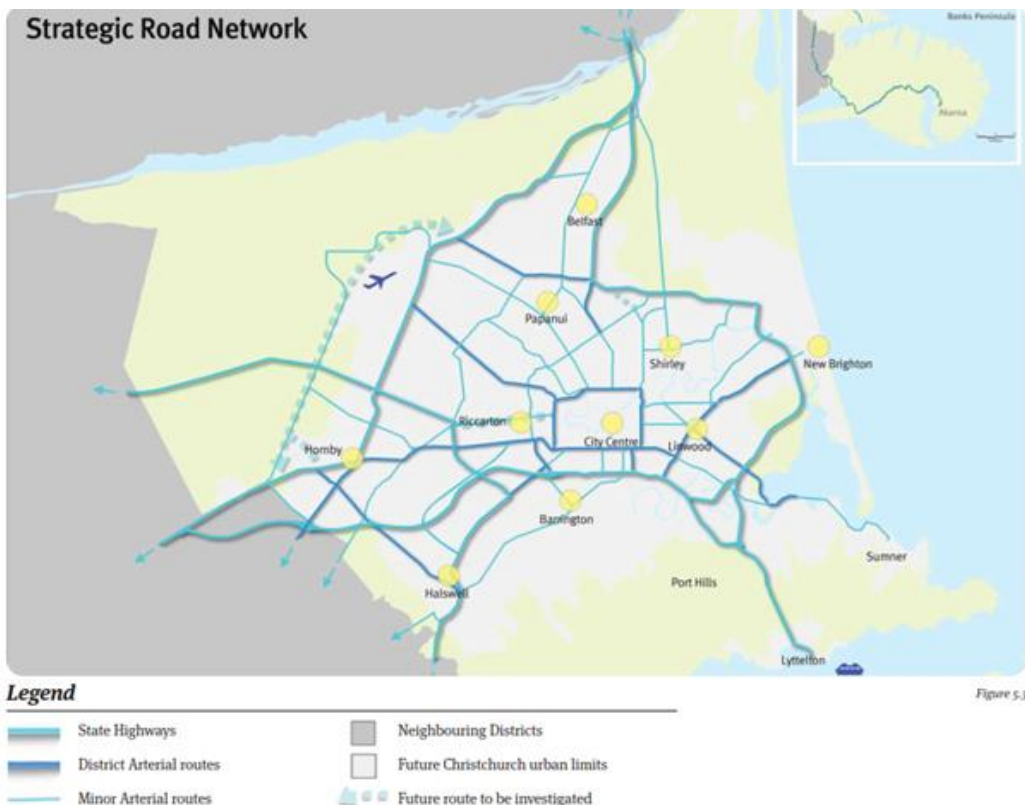 Strategic Road Network
Banks Peninsula
Akaroa
Belfast
Papanui
Shirley
New Brighton
Riccarton
City Centre
Linwood
Hornby
Barrington
Sumner
Halswell
Port Hills
Lyttelton
Legend
Figure 5.3
State Highways
Neighbouring Districts
District Arterial routes
Future Christchurch urban limits
Minor Arterial routes
Future route to be investigated